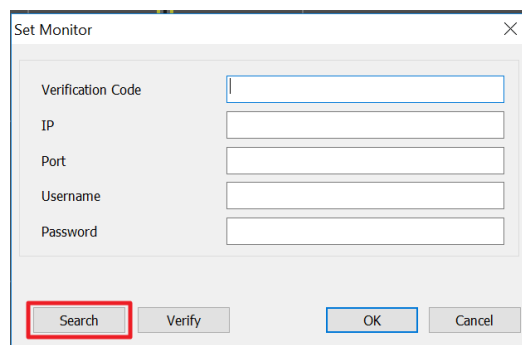 Set Monitor
Verification Code
IP
Port
Username
Password
Search Verify OK Cancel